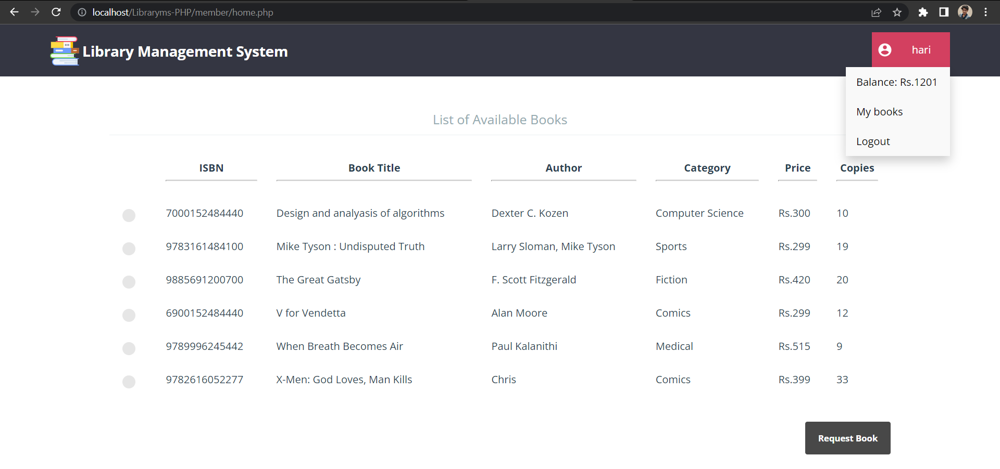 localhost/Libraryms-PHP/member/home.php
Library Management System
hari
Balance: Rs.1201
My books
Logout
List of Available Books
ISBN Book Title Author Category Price Copies
7000152484440 Design and analyasis of algorithms Dexter C. Kozen Computer Science Rs.300 10
9783161484100 Mike Tyson : Undisputed Truth Larry Sloman, Mike Tyson Sports Rs.299 19
9885691200700 The Great Gatsby F. Scott Fitzgerald Fiction Rs.420 20
6900152484440 V for Vendetta Alan Moore Comics Rs.299 12
9789996245442 When Breath Becomes Air Paul Kalanithi Medical Rs.515 9
9782616052277 X-Men: God Loves, Man Kills Chris Comics Rs.399 33
Request Book